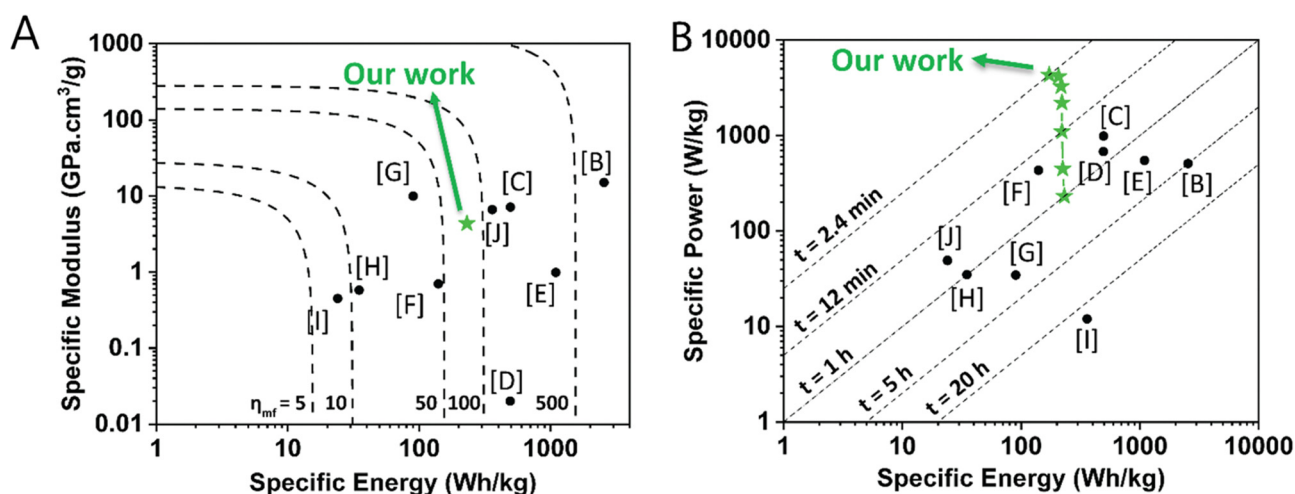 A
Specific Modulus (GPa.cm³/g)
1000
100
10
1
0.1
0.01
Our work
[G]
[C]
[B]
[J]
[H]
[I]
[F]
[E]
[D]
ηmf = 5 10 50 100 500
1 10 100 1000
Specific Energy (Wh/kg)
B
Specific Power (W/kg)
10000
1000
100
10
1
Our work
[C]
[D]
[E]
[B]
[F]
[J]
[G]
[H]
[I]
t = 2.4 min
t = 12 min
t = 1 h
t = 5 h
t = 20 h
1 10 100 1000 10000
Specific Energy (Wh/kg)